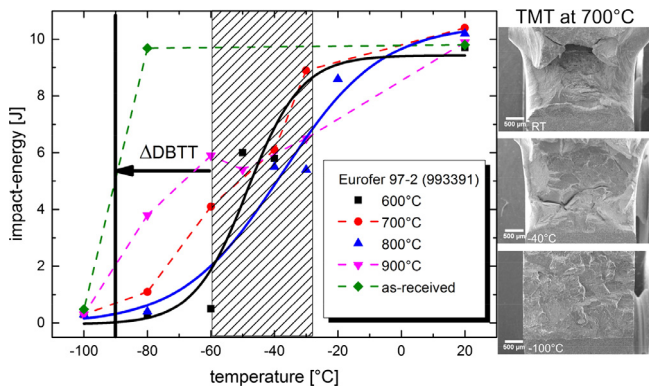 TMT at 700°C
impact-energy [J]
10
8
6
4
2
0
ΔDBTT
Eurofer 97-2 (993391)
600°C
700°C
800°C
900°C
as-received
-100
-80
-60
-40
-20
0
20
temperature [°C]
500 µm
RT
500 µm
-40°C
500 µm
-100°C